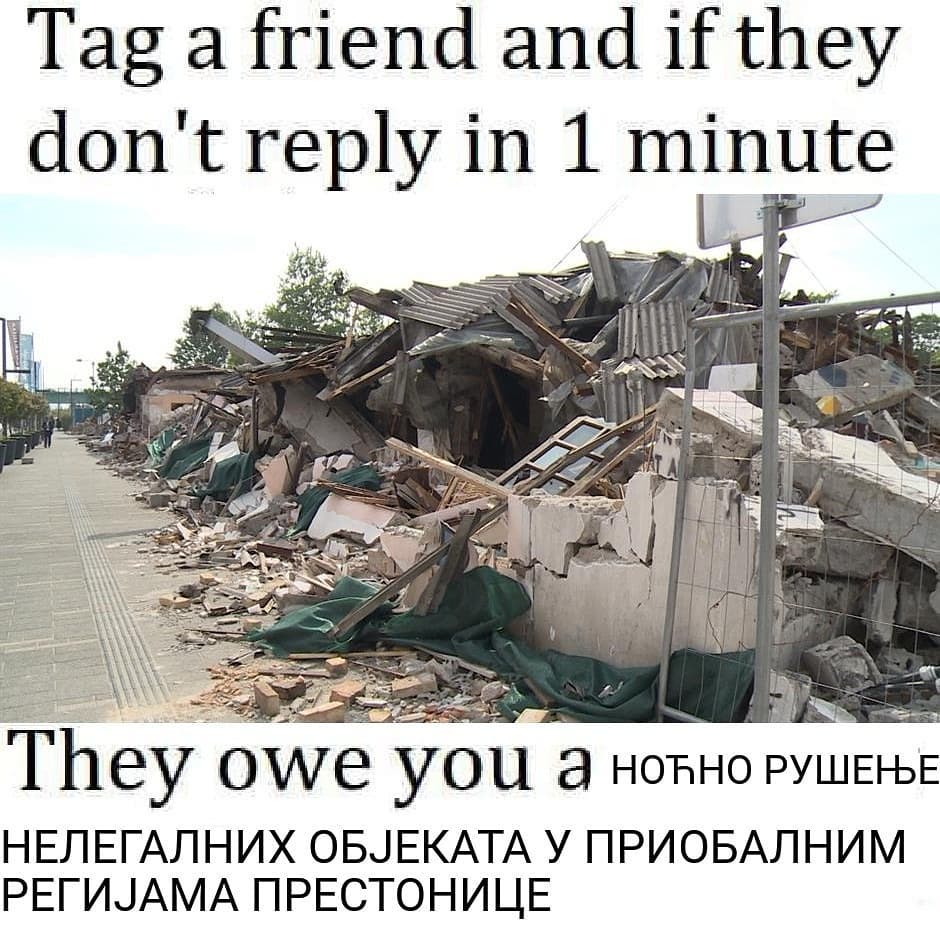 Tag a friend and if they
don't reply in 1 minute
They owe you a НОЋНО РУШЕЊЕ
НЕЛЕГАЛНИХ ОБЈЕКАТА У ПРИОБАЛНИМ
РЕГИЈАМА ПРЕСТОНИЦЕ